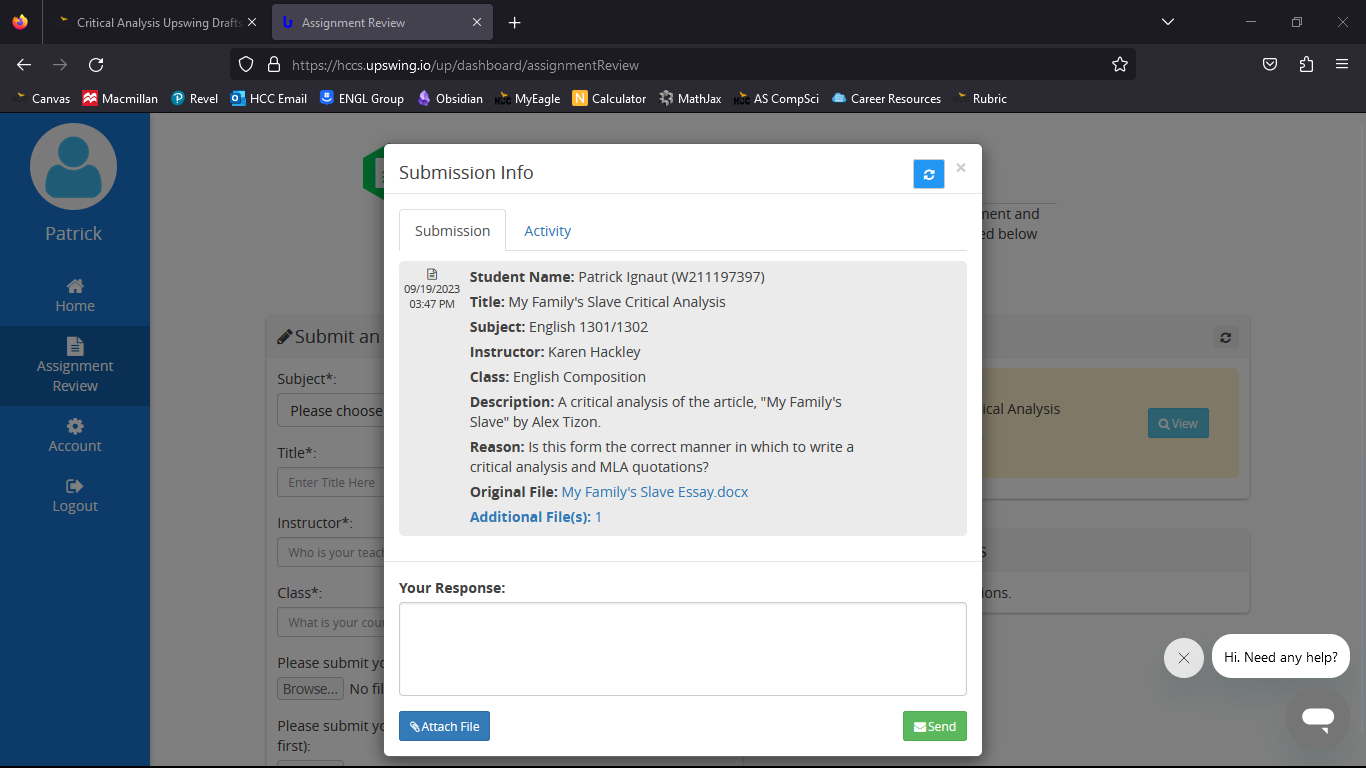 Critical Analysis Upswing Drafts
Assignment Review
https://hccs.upswing.io/up/dashboard/assignmentReview
Canvas
Macmillan
Revel
HCC Email
ENGL Group
Obsidian
MyEagle
Calculator
MathJax
AS CompSci
Career Resources
Rubric
Patrick
Home
Assignment
Review
Account
Logout
Submission Info
Submission
Activity
09/19/2023
03:47 PM
Student Name: Patrick Ignaut (W211197397)
Title: My Family's Slave Critical Analysis
Subject: English 1301/1302
Instructor: Karen Hackley
Class: English Composition
Description: A critical analysis of the article, "My Family's
Slave" by Alex Tizon.
Reason: Is this form the correct manner in which to write a
critical analysis and MLA quotations?
Original File: My Family's Slave Essay.docx
Additional File(s): 1
Your Response:
Attach File
Send
Submit an
Subject*:
Please choose
Title*:
Enter Title Here
Instructor*:
Who is your teac
Class*:
What is your cou
Please submit yo
Browse... No fil
Please submit yo
first):
ment and
ed below
ical Analysis
View
S
ions.
Hi. Need any help?